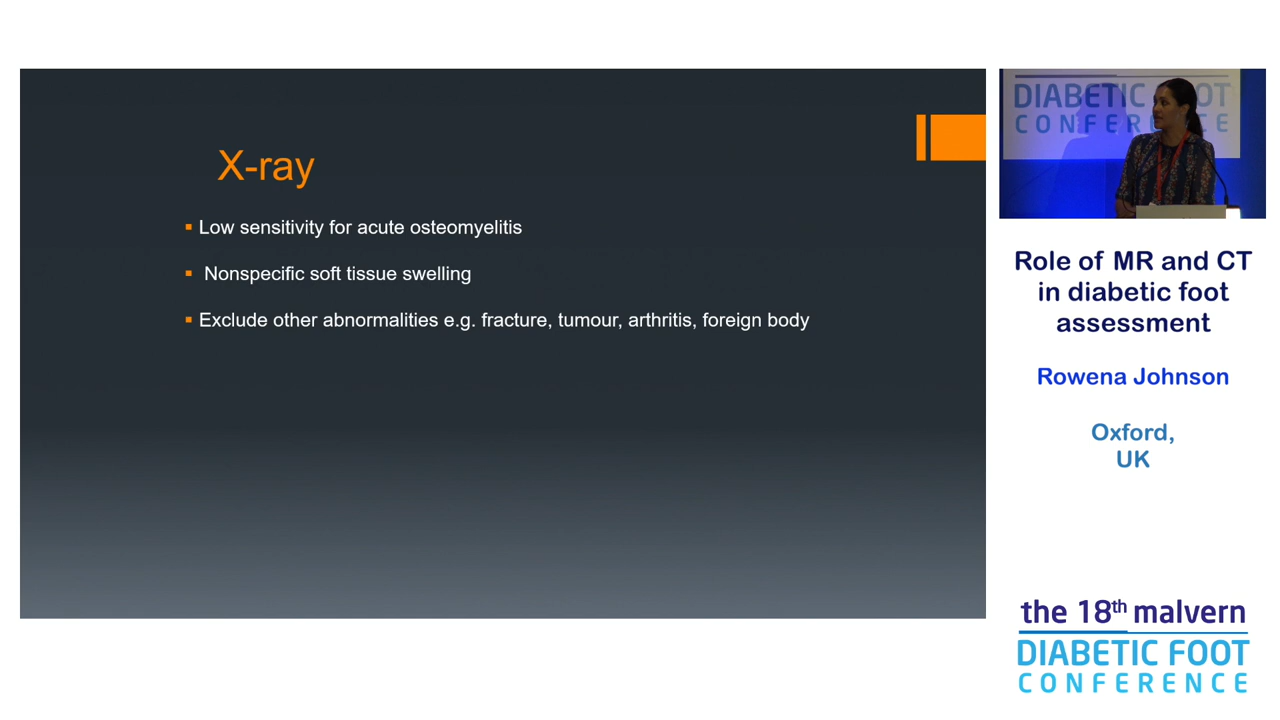 X-ray
Low sensitivity for acute osteomyelitis
Nonspecific soft tissue swelling
Exclude other abnormalities e.g. fracture, tumour, arthritis, foreign body
DIABETIC FOOT
CONFERENCE
Role of MR and CT
in diabetic foot
assessment
Rowena Johnson
Oxford,
UK
the 18th malvern
DIABETIC FOOT
CONFERENCE